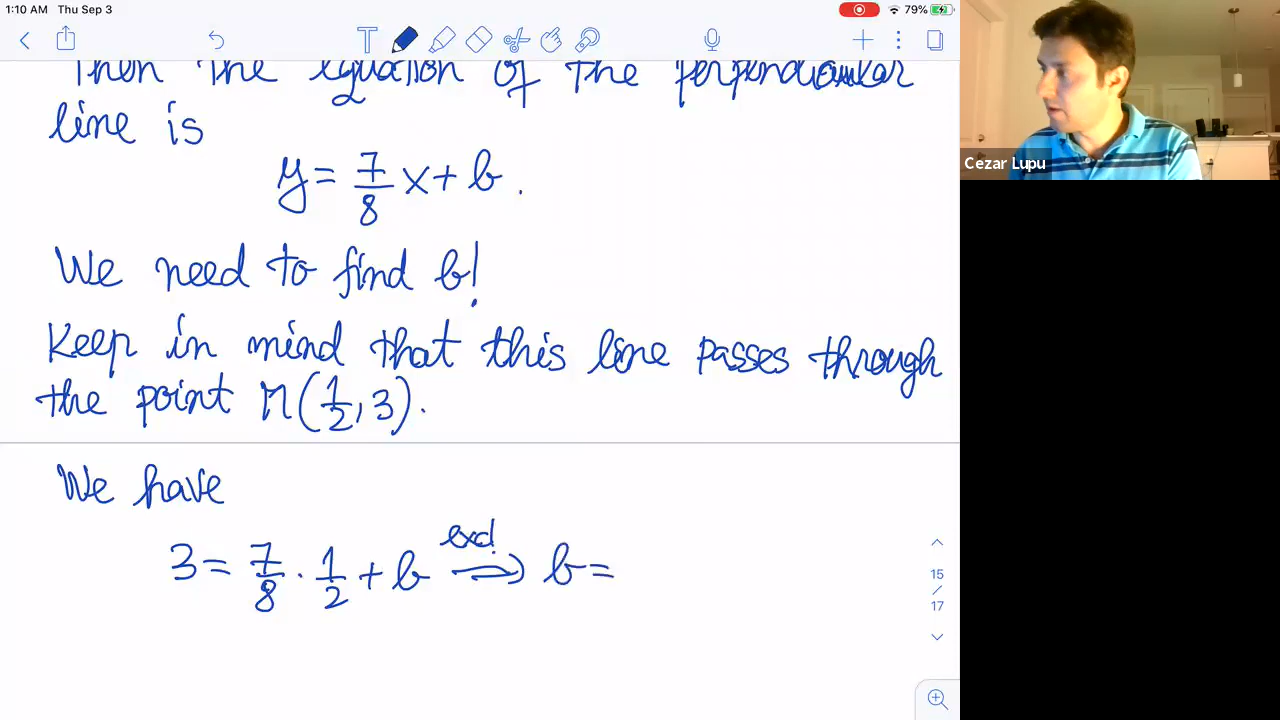 1:10 AM Thu Sep 3
79%
Cezar Lupu
Then the equation of the perpendicular
line is
y = 7/8 x + b .
We need to find b!
Keep in mind that this line passes through
the point M(1/2, 3).
We have
3 = 7/8 · 1/2 + b ⟹ b =
15
/
17